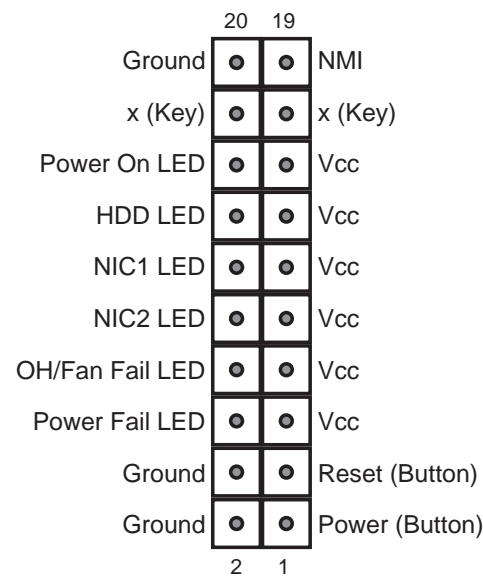 20 19
Ground NMI
x (Key) x (Key)
Power On LED Vcc
HDD LED Vcc
NIC1 LED Vcc
NIC2 LED Vcc
OH/Fan Fail LED Vcc
Power Fail LED Vcc
Ground Reset (Button)
Ground Power (Button)
2 1